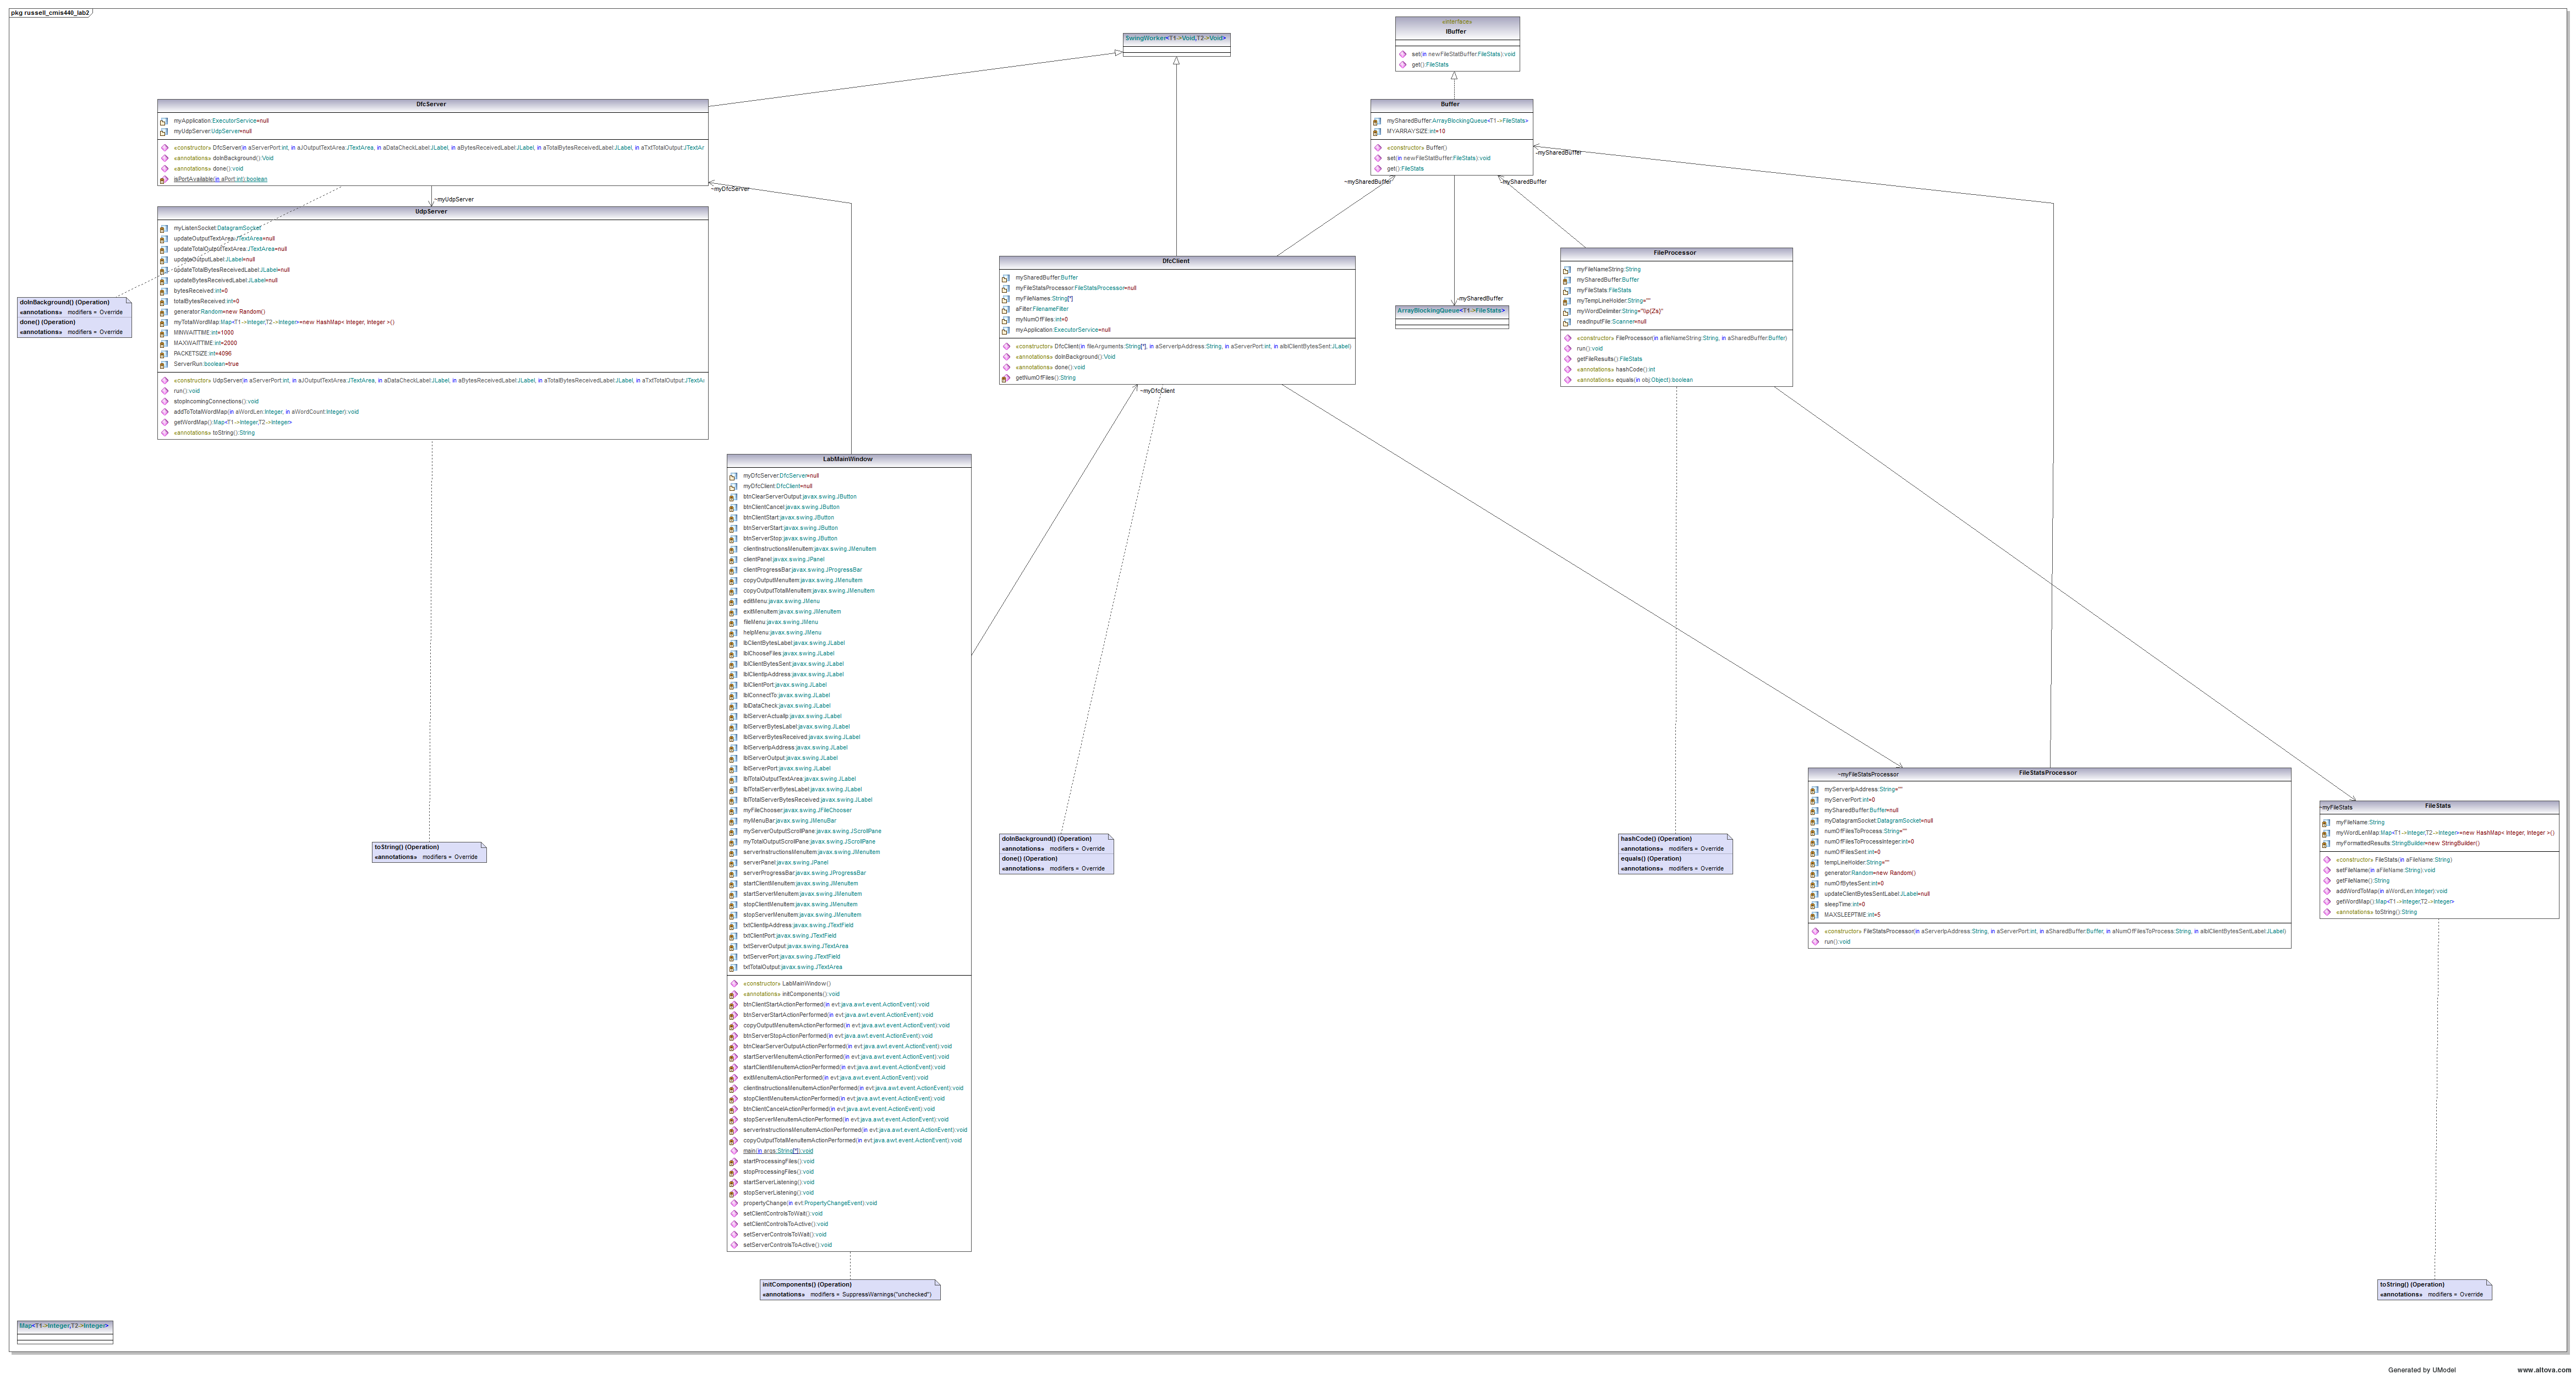 pkg russell_cmis440_lab2
SwingWorker<T1->Void,T2->Void>
«interface»
IBuffer
set(in newFileStatBuffer:FileStats):void
get():FileStats
DfcServer
myApplication:ExecutorService=null
myUdpServer:UdpServer=null
«constructor» DfcServer(in aServerPort:int, in aJOutputTextArea:JTextArea, in aDataCheckLabel:JLabel, in aBytesReceivedLabel:JLabel, in aTotalBytesReceivedLabel:JLabel, in aTxtTotalOutput:JTextAr
«annotations» doInBackground():Void
«annotations» done():void
isPortAvailable(in aPort:int):boolean
~myUdpServer
~myDfcServer
Buffer
mySharedBuffer:ArrayBlockingQueue<T1->FileStats>
MYARRAYSIZE:int=10
«constructor» Buffer()
set(in newFileStatBuffer:FileStats):void
get():FileStats
~mySharedBuffer
~mySharedBuffer
~mySharedBuffer
UdpServer
myListenSocket:DatagramSocket
updateOutputTextArea:JTextArea=null
updateTotalOutputTextArea:JTextArea=null
updateOutputLabel:JLabel=null
updateTotalBytesReceivedLabel:JLabel=null
updateBytesReceivedLabel:JLabel=null
bytesReceived:int=0
totalBytesReceived:int=0
generator:Random=new Random()
myTotalWordMap:Map<T1->Integer,T2->Integer>=new HashMap< Integer, Integer >()
MINWAITTIME:int=1000
MAXWAITTIME:int=2000
PACKETSIZE:int=4096
ServerRun:boolean=true
«constructor» UdpServer(in aServerPort:int, in aJOutputTextArea:JTextArea, in aDataCheckLabel:JLabel, in aBytesReceivedLabel:JLabel, in aTotalBytesReceivedLabel:JLabel, in aTxtTotalOutput:JTextAr
run():void
stopIncomingConnections():void
addToTotalWordMap(in aWordLen:Integer, in aWordCount:Integer):void
getWordMap():Map<T1->Integer,T2->Integer>
«annotations» toString():String
doInBackground() (Operation)
«annotations» modifiers = Override
done() (Operation)
«annotations» modifiers = Override
DfcClient
mySharedBuffer:Buffer
myFileStatsProcessor:FileStatsProcessor=null
myFileNames:String[*]
aFilter:FilenameFilter
myNumOfFiles:int=0
myApplication:ExecutorService=null
«constructor» DfcClient(in fileArguments:String[*], in aServerIpAddress:String, in aServerPort:int, in alblClientBytesSent:JLabel)
«annotations» doInBackground():Void
«annotations» done():void
getNumOfFiles():String
~myDfcClient
-mySharedBuffer
ArrayBlockingQueue<T1->FileStats>
FileProcessor
myFileNameString:String
mySharedBuffer:Buffer
myFileStats:FileStats
myTempLineHolder:String=""
myWordDelimiter:String="\\p{Zs}"
readInputFile:Scanner=null
«constructor» FileProcessor(in afileNameString:String, in aSharedBuffer:Buffer)
run():void
getFileResults():FileStats
«annotations» hashCode():int
«annotations» equals(in obj:Object):boolean
LabMainWindow
myDfcServer:DfcServer=null
myDfcClient:DfcClient=null
btnClearServerOutput:javax.swing.JButton
btnClientCancel:javax.swing.JButton
btnClientStart:javax.swing.JButton
btnServerStart:javax.swing.JButton
btnServerStop:javax.swing.JButton
clientInstructionsMenuItem:javax.swing.JMenuItem
clientPanel:javax.swing.JPanel
clientProgressBar:javax.swing.JProgressBar
copyOutputMenuItem:javax.swing.JMenuItem
copyOutputTotalMenuItem:javax.swing.JMenuItem
editMenu:javax.swing.JMenu
exitMenuItem:javax.swing.JMenuItem
fileMenu:javax.swing.JMenu
helpMenu:javax.swing.JMenu
lbClientBytesLabel:javax.swing.JLabel
lblChooseFiles:javax.swing.JLabel
lblClientBytesSent:javax.swing.JLabel
lblClientIpAddress:javax.swing.JLabel
lblClientPort:javax.swing.JLabel
lblConnectTo:javax.swing.JLabel
lblDataCheck:javax.swing.JLabel
lblServerActualIp:javax.swing.JLabel
lblServerBytesLabel:javax.swing.JLabel
lblServerBytesReceived:javax.swing.JLabel
lblServerIpAddress:javax.swing.JLabel
lblServerOutput:javax.swing.JLabel
lblServerPort:javax.swing.JLabel
lblTotalOutputTextArea:javax.swing.JLabel
lblTotalServerBytesLabel:javax.swing.JLabel
lblTotalServerBytesReceived:javax.swing.JLabel
myFileChooser:javax.swing.JFileChooser
myMenuBar:javax.swing.JMenuBar
myServerOutputScrollPane:javax.swing.JScrollPane
myTotalOutputScrollPane:javax.swing.JScrollPane
serverInstructionsMenuItem:javax.swing.JMenuItem
serverPanel:javax.swing.JPanel
serverProgressBar:javax.swing.JProgressBar
startClientMenuItem:javax.swing.JMenuItem
startServerMenuItem:javax.swing.JMenuItem
stopClientMenuItem:javax.swing.JMenuItem
stopServerMenuItem:javax.swing.JMenuItem
txtClientIpAddress:javax.swing.JTextField
txtClientPort:javax.swing.JTextField
txtServerOutput:javax.swing.JTextArea
txtServerPort:javax.swing.JTextField
txtTotalOutput:javax.swing.JTextArea
«constructor» LabMainWindow()
«annotations» initComponents():void
btnClientStartActionPerformed(in evt:java.awt.event.ActionEvent):void
btnServerStartActionPerformed(in evt:java.awt.event.ActionEvent):void
copyOutputMenuItemActionPerformed(in evt:java.awt.event.ActionEvent):void
btnServerStopActionPerformed(in evt:java.awt.event.ActionEvent):void
btnClearServerOutputActionPerformed(in evt:java.awt.event.ActionEvent):void
startServerMenuItemActionPerformed(in evt:java.awt.event.ActionEvent):void
startClientMenuItemActionPerformed(in evt:java.awt.event.ActionEvent):void
exitMenuItemActionPerformed(in evt:java.awt.event.ActionEvent):void
clientInstructionsMenuItemActionPerformed(in evt:java.awt.event.ActionEvent):void
stopClientMenuItemActionPerformed(in evt:java.awt.event.ActionEvent):void
btnClientCancelActionPerformed(in evt:java.awt.event.ActionEvent):void
stopServerMenuItemActionPerformed(in evt:java.awt.event.ActionEvent):void
serverInstructionsMenuItemActionPerformed(in evt:java.awt.event.ActionEvent):void
copyOutputTotalMenuItemActionPerformed(in evt:java.awt.event.ActionEvent):void
main(in args:String[*]):void
startProcessingFiles():void
stopProcessingFiles():void
startServerListening():void
stopServerListening():void
propertyChange(in evt:PropertyChangeEvent):void
setClientControlsToWait():void
setClientControlsToActive():void
setServerControlsToWait():void
setServerControlsToActive():void
toString() (Operation)
«annotations» modifiers = Override
doInBackground() (Operation)
«annotations» modifiers = Override
done() (Operation)
«annotations» modifiers = Override
hashCode() (Operation)
«annotations» modifiers = Override
equals() (Operation)
«annotations» modifiers = Override
~myFileStatsProcessor
FileStatsProcessor
myServerIpAddress:String=""
myServerPort:int=0
mySharedBuffer:Buffer=null
myDatagramSocket:DatagramSocket=null
numOfFilesToProcess:String=""
numOfFilesToProcessInteger:int=0
numOfFilesSent:int=0
tempLineHolder:String=""
generator:Random=new Random()
numOfBytesSent:int=0
updateClientBytesSentLabel:JLabel=null
sleepTime:int=0
MAXSLEEPTIME:int=5
«constructor» FileStatsProcessor(in aServerIpAddress:String, in aServerPort:int, in aSharedBuffer:Buffer, in aNumOfFilesToProcess:String, in alblClientBytesSent:JLabel)
run():void
~myFileStats
FileStats
myFileName:String
myWordLenMap:Map<T1->Integer,T2->Integer>=new HashMap< Integer, Integer >()
myFormattedResults:StringBuilder=new StringBuilder()
«constructor» FileStats(in aFileName:String)
setFileName(in aFileName:String):void
getFileName():String
addWordToMap(in aWordLen:Integer):void
getWordMap():Map<T1->Integer,T2->Integer>
«annotations» toString():String
initComponents() (Operation)
«annotations» modifiers = SuppressWarnings("unchecked")
toString() (Operation)
«annotations» modifiers = Override
Map<T1->Integer,T2->Integer>
Generated by UModel
www.altova.com